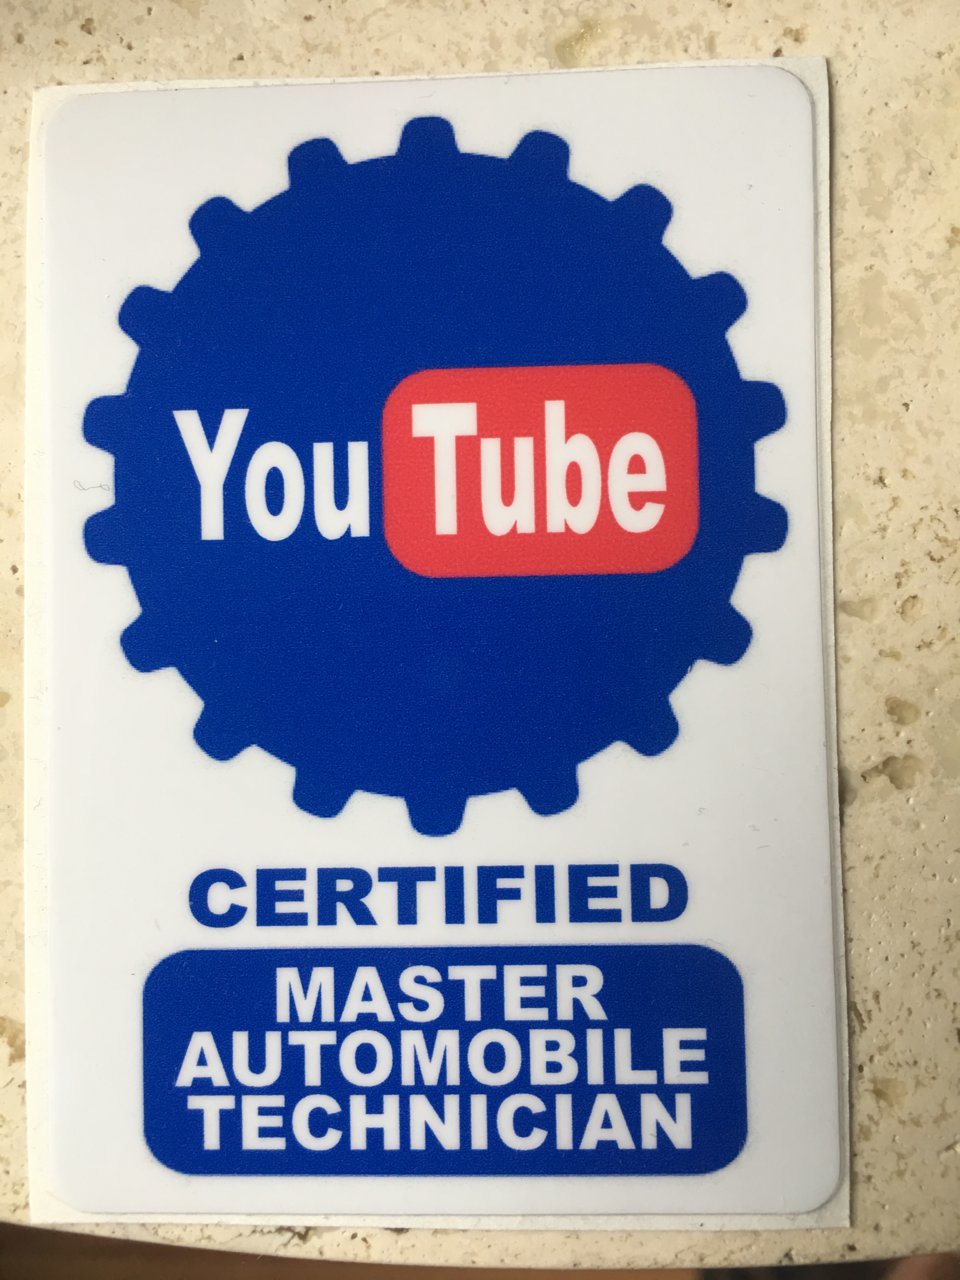 YouTube
CERTIFIED
MASTER
AUTOMOBILE
TECHNICIAN